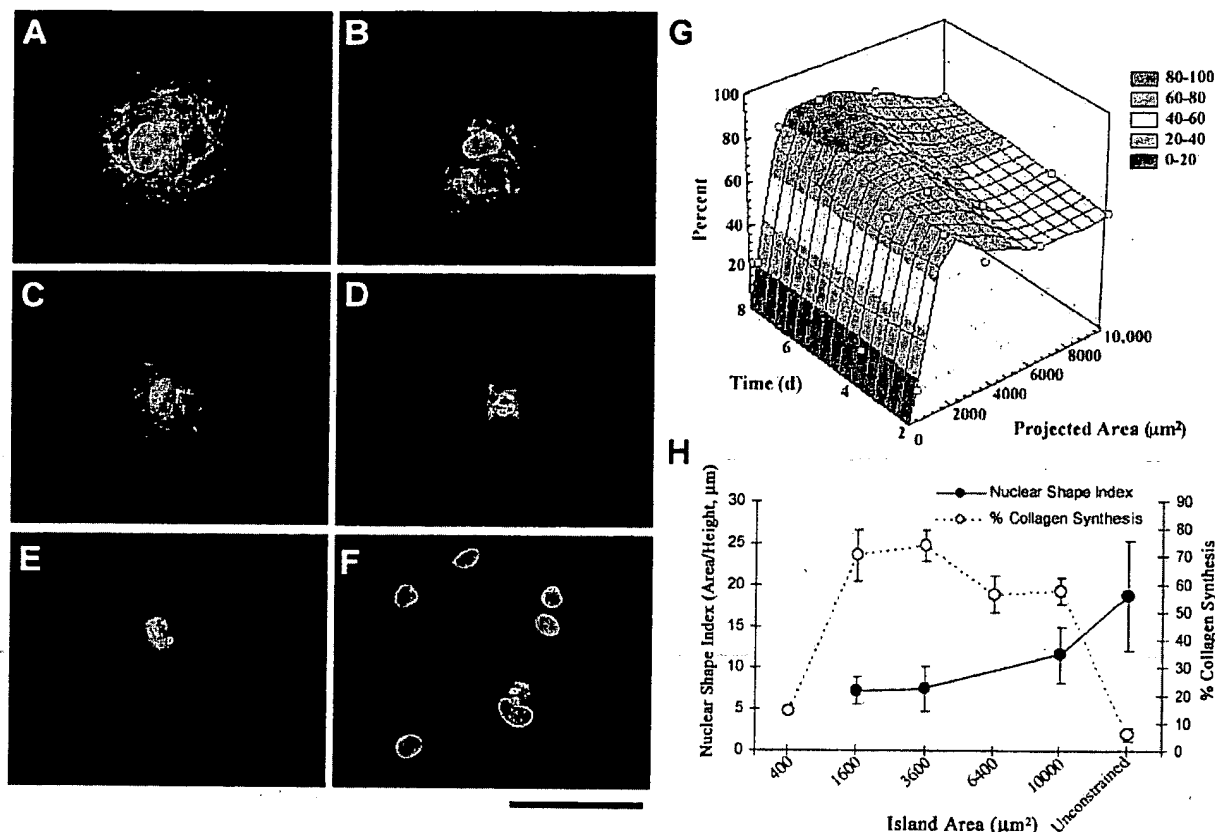 A
B
C
D
E
F
G
100
80
60
40
20
8
Percent
6
4
2
Time (d)
0
2000
4000
6000
8000
10,000
Projected Area (µm²)
80-100
60-80
40-60
20-40
0-20
H
Nuclear Shape Index
% Collagen Synthesis
Nuclear Shape Index (Area/Height, µm)
30
25
20
15
10
5
0
90
80
70
60
50
40
30
20
10
0
% Collagen Synthesis
400
1600
3600
6400
10000
Unconstrained
Island Area (µm²)